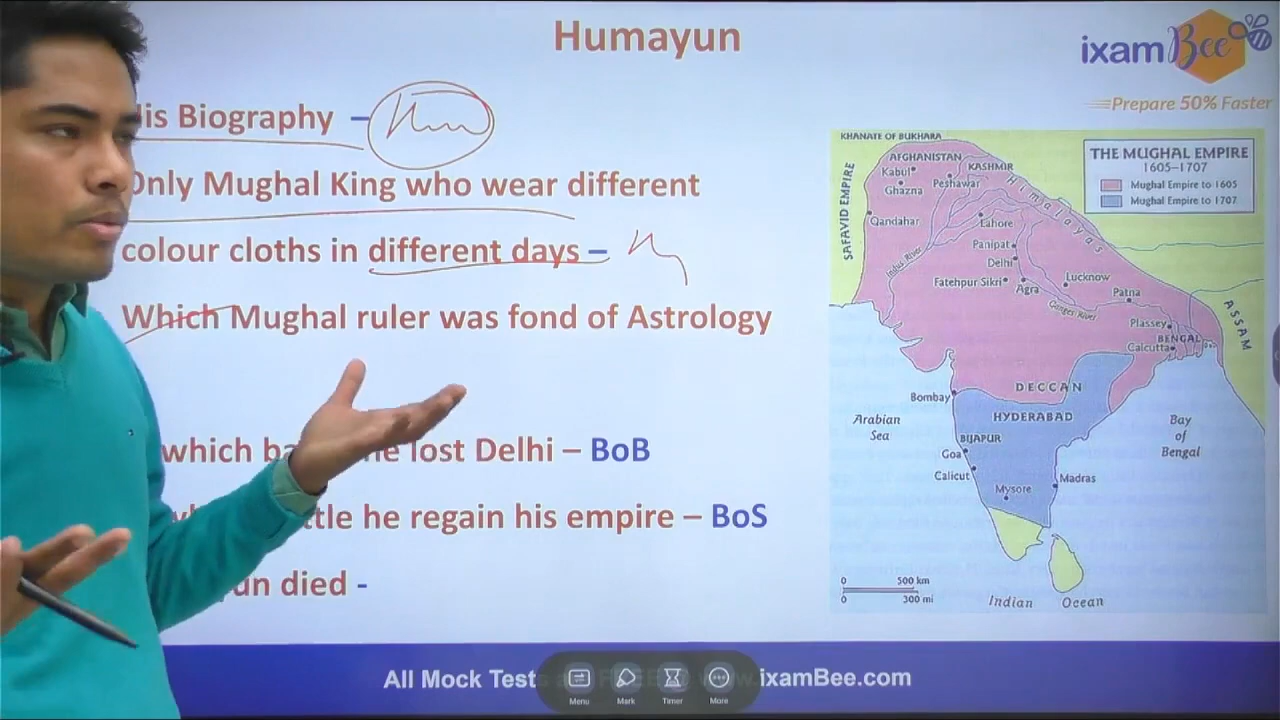 Humayun
ixamBee
Prepare 50% Faster
His Biography –
Only Mughal King who wear different
colour cloths in different days –
Which Mughal ruler was fond of Astrology
which he lost Delhi – BoB
he regain his empire – BoS
died -
All Mock Tests ixamBee.com
Menu Mark Timer More
KHANATE OF BUKHARA
THE MUGHAL EMPIRE
1605–1707
Mughal Empire to 1605
Mughal Empire to 1707
SAFAVID EMPIRE
AFGHANISTAN
KASHMIR
Kabul
Peshawar
Ghazna
Himalayas
Qandahar
Lahore
Indus River
Panipat
Delhi
Fatehpur Sikri
Agra
Lucknow
Patna
Ganges River
ASSAM
Plassey
BENGAL
Calcutta
DECCAN
Bombay
HYDERABAD
Arabian
Sea
Bay
of
Bengal
BIJAPUR
Goa
Calicut
Madras
Mysore
0 500 km
0 300 mi
Indian Ocean